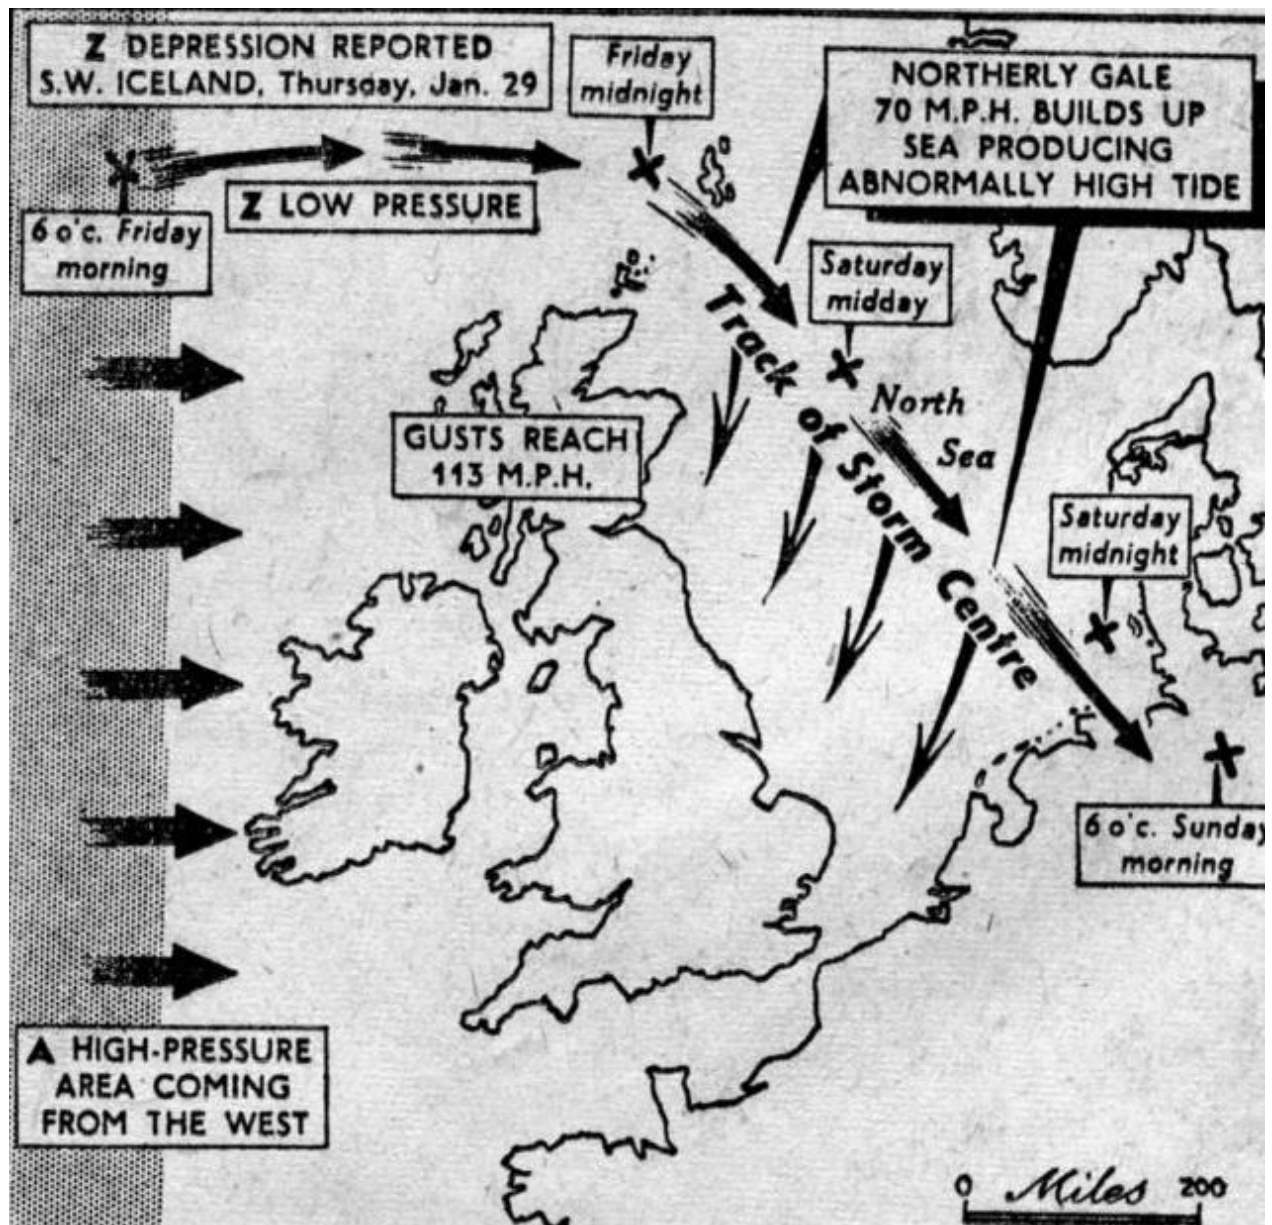 Z DEPRESSION REPORTED
S.W. ICELAND, Thursday, Jan. 29
Friday
midnight
NORTHERLY GALE
70 M.P.H. BUILDS UP
SEA PRODUCING
ABNORMALLY HIGH TIDE
Z LOW PRESSURE
6 o'c. Friday
morning
Saturday
midday
Track of Storm Centre
North
Sea
GUSTS REACH
113 M.P.H.
Saturday
midnight
6 o'c. Sunday
morning
A HIGH-PRESSURE
AREA COMING
FROM THE WEST
0 Miles 200